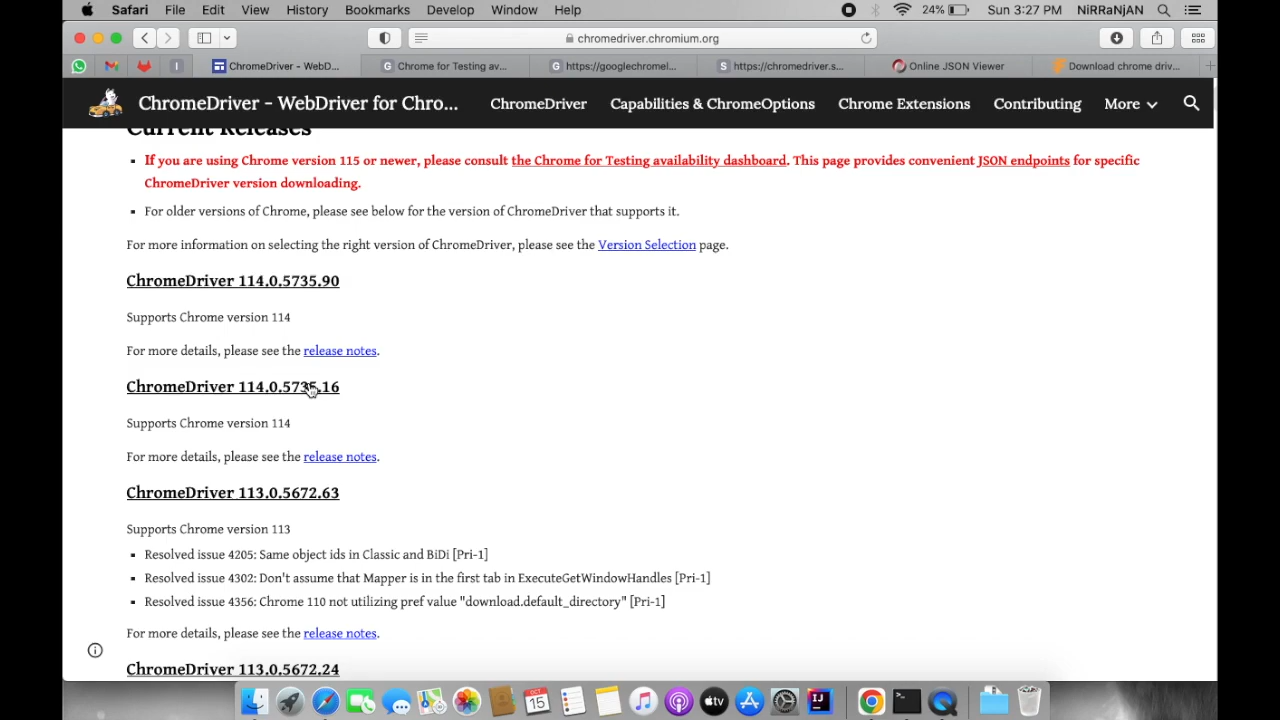 Safari File Edit View History Bookmarks Develop Window Help 24% Sun 3:27 PM NiRRaNjAN
chromedriver.chromium.org
ChromeDriver - WebD... Chrome for Testing av... https://googlechromel... https://chromedriver.s... Online JSON Viewer Download chrome driv...
ChromeDriver - WebDriver for Chro... ChromeDriver Capabilities & ChromeOptions Chrome Extensions Contributing More
Current Releases
If you are using Chrome version 115 or newer, please consult the Chrome for Testing availability dashboard. This page provides convenient JSON endpoints for specific
ChromeDriver version downloading.
For older versions of Chrome, please see below for the version of ChromeDriver that supports it.
For more information on selecting the right version of ChromeDriver, please see the Version Selection page.
ChromeDriver 114.0.5735.90
Supports Chrome version 114
For more details, please see the release notes.
ChromeDriver 114.0.5735.16
Supports Chrome version 114
For more details, please see the release notes.
ChromeDriver 113.0.5672.63
Supports Chrome version 113
Resolved issue 4205: Same object ids in Classic and BiDi [Pri-1]
Resolved issue 4302: Don't assume that Mapper is in the first tab in ExecuteGetWindowHandles [Pri-1]
Resolved issue 4356: Chrome 110 not utilizing pref value "download.default_directory" [Pri-1]
For more details, please see the release notes.
ChromeDriver 113.0.5672.24
OCT
15
tv
IJ